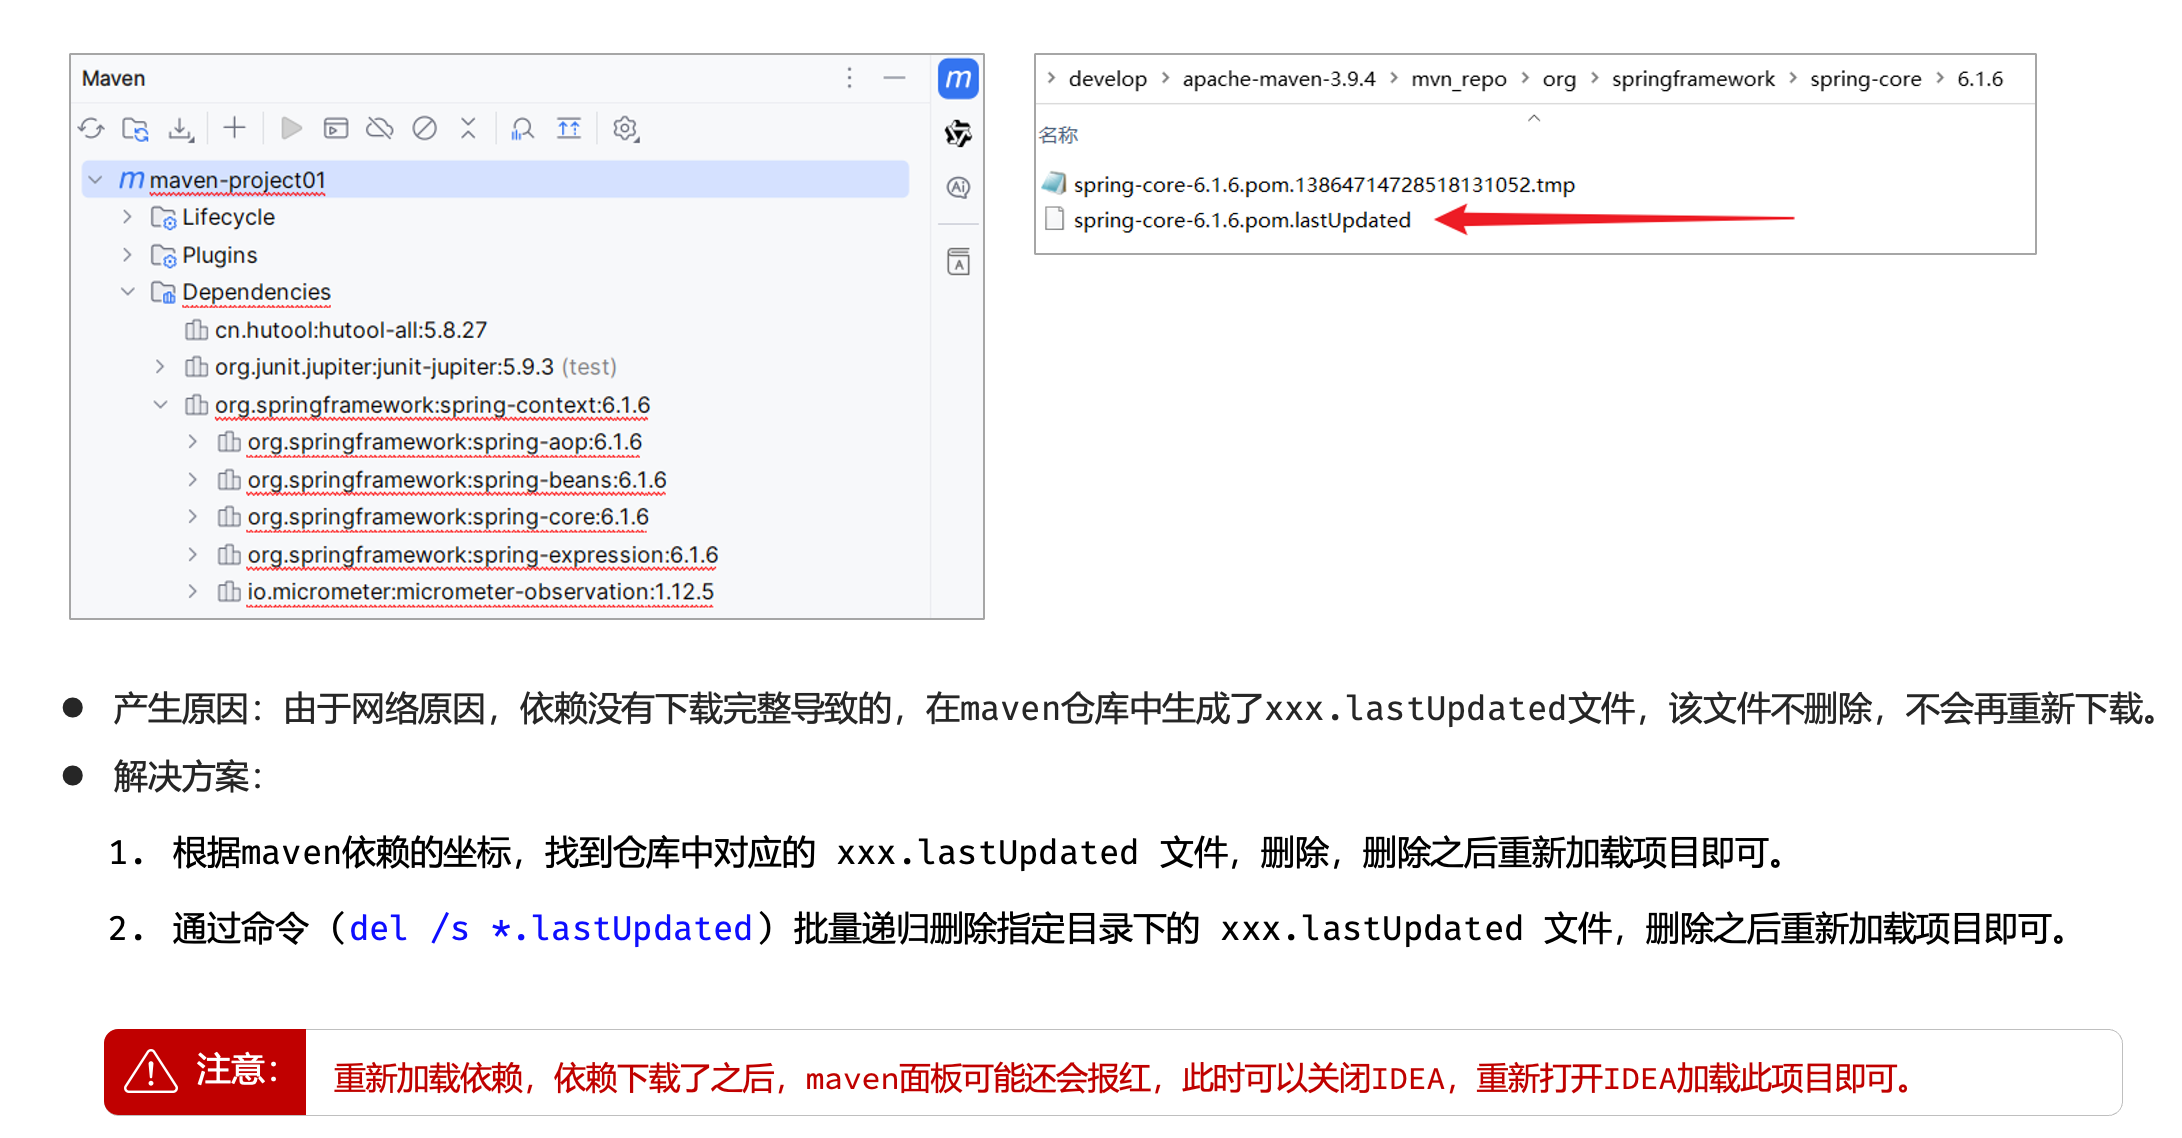 Maven
maven-project01
Lifecycle
Plugins
Dependencies
cn.hutool:hutool-all:5.8.27
org.junit.jupiter:junit-jupiter:5.9.3 (test)
org.springframework:spring-context:6.1.6
org.springframework:spring-aop:6.1.6
org.springframework:spring-beans:6.1.6
org.springframework:spring-core:6.1.6
org.springframework:spring-expression:6.1.6
io.micrometer:micrometer-observation:1.12.5
develop > apache-maven-3.9.4 > mvn_repo > org > springframework > spring-core > 6.1.6
名称
spring-core-6.1.6.pom.13864714728518131052.tmp
spring-core-6.1.6.pom.lastUpdated
● 产生原因：由于网络原因，依赖没有下载完整导致的，在maven仓库中生成了xxx.lastUpdated文件，该文件不删除，不会再重新下载。
● 解决方案：
1. 根据maven依赖的坐标，找到仓库中对应的 xxx.lastUpdated 文件，删除，删除之后重新加载项目即可。
2. 通过命令（del /s *.lastUpdated）批量递归删除指定目录下的 xxx.lastUpdated 文件，删除之后重新加载项目即可。
注意：
重新加载依赖，依赖下载了之后，maven面板可能还会报红，此时可以关闭IDEA，重新打开IDEA加载此项目即可。